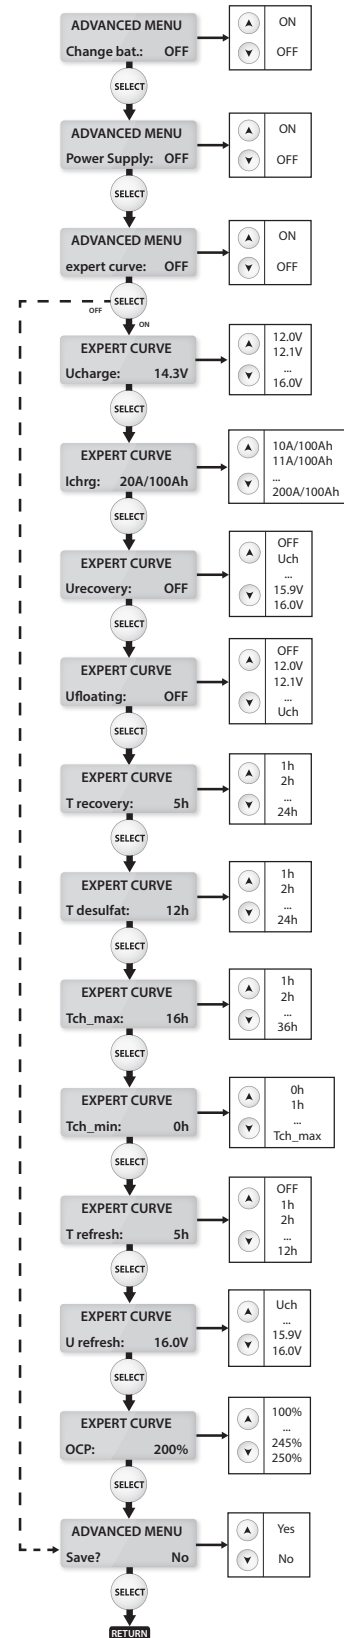 ADVANCED MENU
Change bat.: OFF
ON
OFF
SELECT
ADVANCED MENU
Power Supply: OFF
ON
OFF
SELECT
ADVANCED MENU
expert curve: OFF
ON
OFF
OFF
SELECT
ON
EXPERT CURVE
Ucharge: 14.3V
12.0V
12.1V
...
16.0V
SELECT
EXPERT CURVE
Ichrg: 20A/100Ah
10A/100Ah
11A/100Ah
...
200A/100Ah
SELECT
EXPERT CURVE
Urecovery: OFF
OFF
Uch
...
15.9V
16.0V
SELECT
EXPERT CURVE
Ufloating: OFF
OFF
12.0V
12.1V
...
Uch
SELECT
EXPERT CURVE
T recovery: 5h
1h
2h
...
24h
SELECT
EXPERT CURVE
T desulfat: 12h
1h
2h
...
24h
SELECT
EXPERT CURVE
Tch_max: 16h
1h
2h
...
36h
SELECT
EXPERT CURVE
Tch_min: 0h
0h
1h
...
Tch_max
SELECT
EXPERT CURVE
T refresh: 5h
OFF
1h
2h
...
12h
SELECT
EXPERT CURVE
U refresh: 16.0V
Uch
...
15.9V
16.0V
SELECT
EXPERT CURVE
OCP: 200%
100%
...
245%
250%
SELECT
ADVANCED MENU
Save? No
Yes
No
SELECT
RETURN